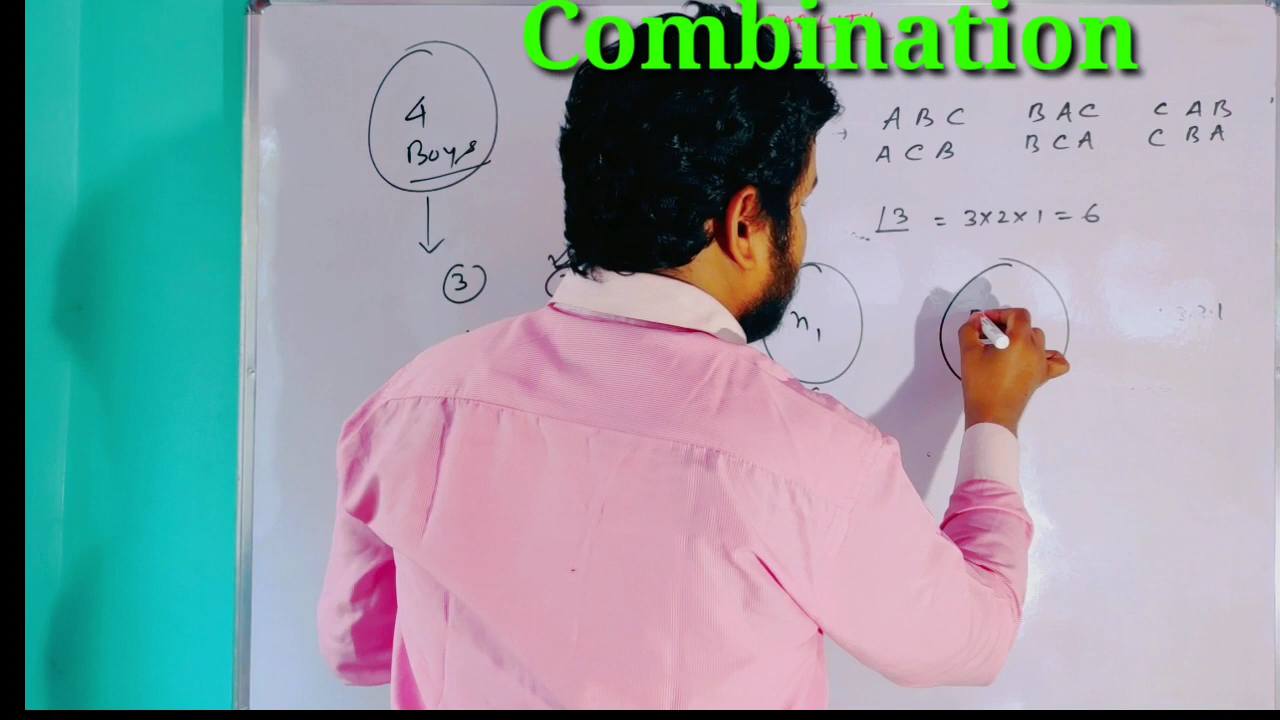 Combination
4
Boys
3
A B C   B A C   C A B
A C B   B C A   C B A
|3 = 3×2×1 = 6
n₁